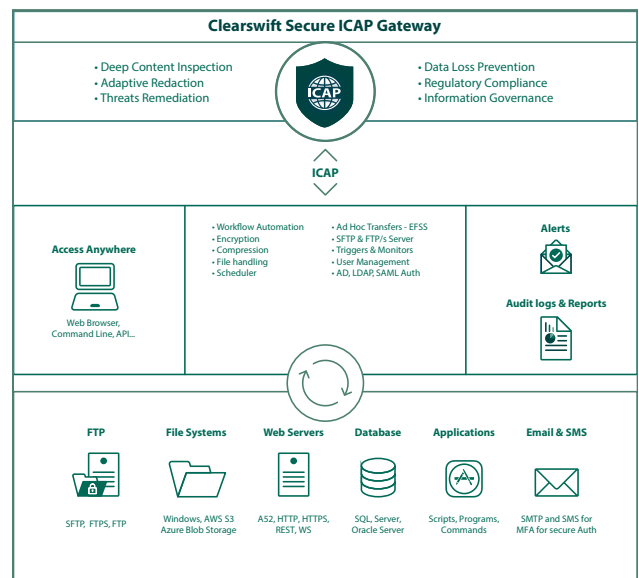 Clearswift Secure ICAP Gateway
• Deep Content Inspection
• Adaptive Redaction
• Threats Remediation
ICAP
• Data Loss Prevention
• Regulatory Compliance
• Information Governance
ICAP
Access Anywhere
Web Browser,
Command Line, API...
• Workflow Automation
• Encryption
• Compression
• File handling
• Scheduler
• Ad Hoc Transfers - EFSS
• SFTP & FTP/s Server
• Triggers & Monitors
• User Management
• AD, LDAP, SAML Auth
Alerts
Audit logs & Reports
FTP
SFTP, FTPS, FTP
File Systems
Windows, AWS S3
Azure Blob Storage
Web Servers
A52, HTTP, HTTPS,
REST, WS
Database
SQL, Server,
Oracle Server
Applications
Scripts, Programs,
Commands
Email & SMS
SMTP and SMS for
MFA for secure Auth